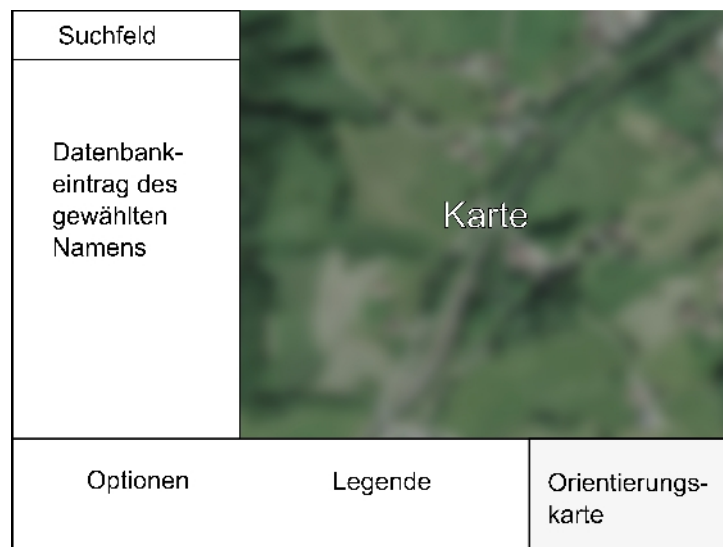 Suchfeld
Datenbank-
eintrag des
gewählten
Namens
Karte
Optionen
Legende
Orientierungs-
karte